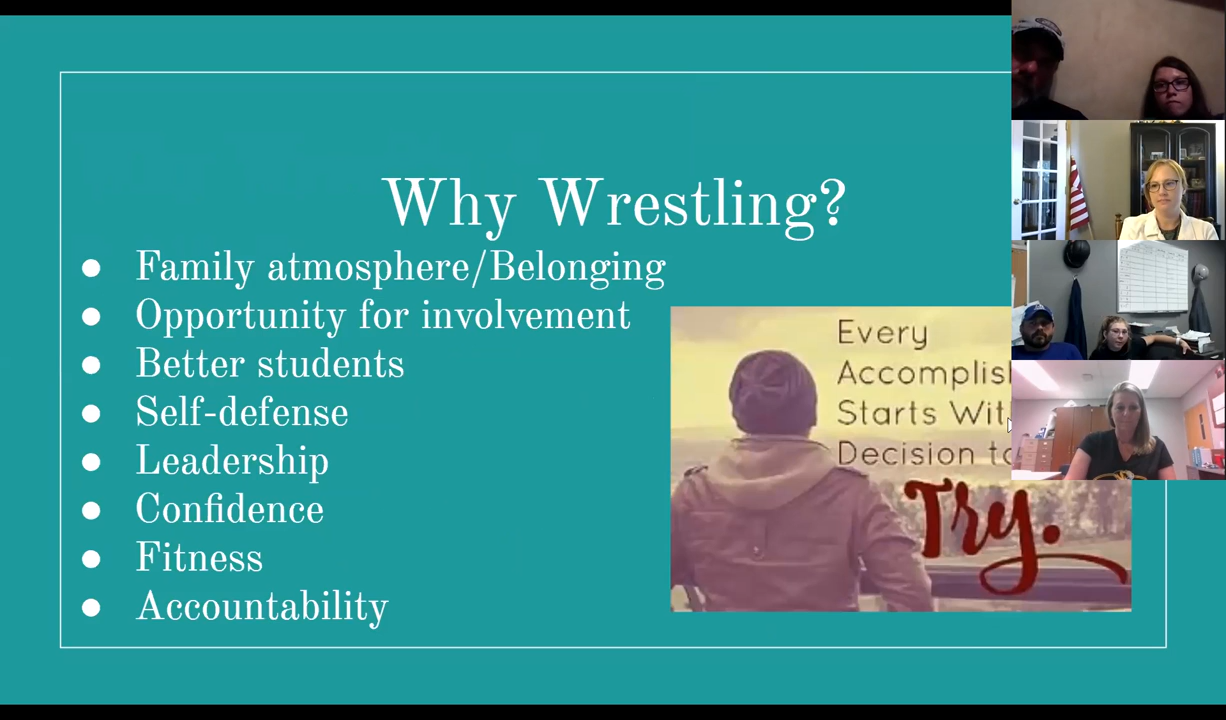 Why Wrestling?
● Family atmosphere/Belonging
● Opportunity for involvement
● Better students
● Self-defense
● Leadership
● Confidence
● Fitness
● Accountability
Every
Starts
Decision
Try.